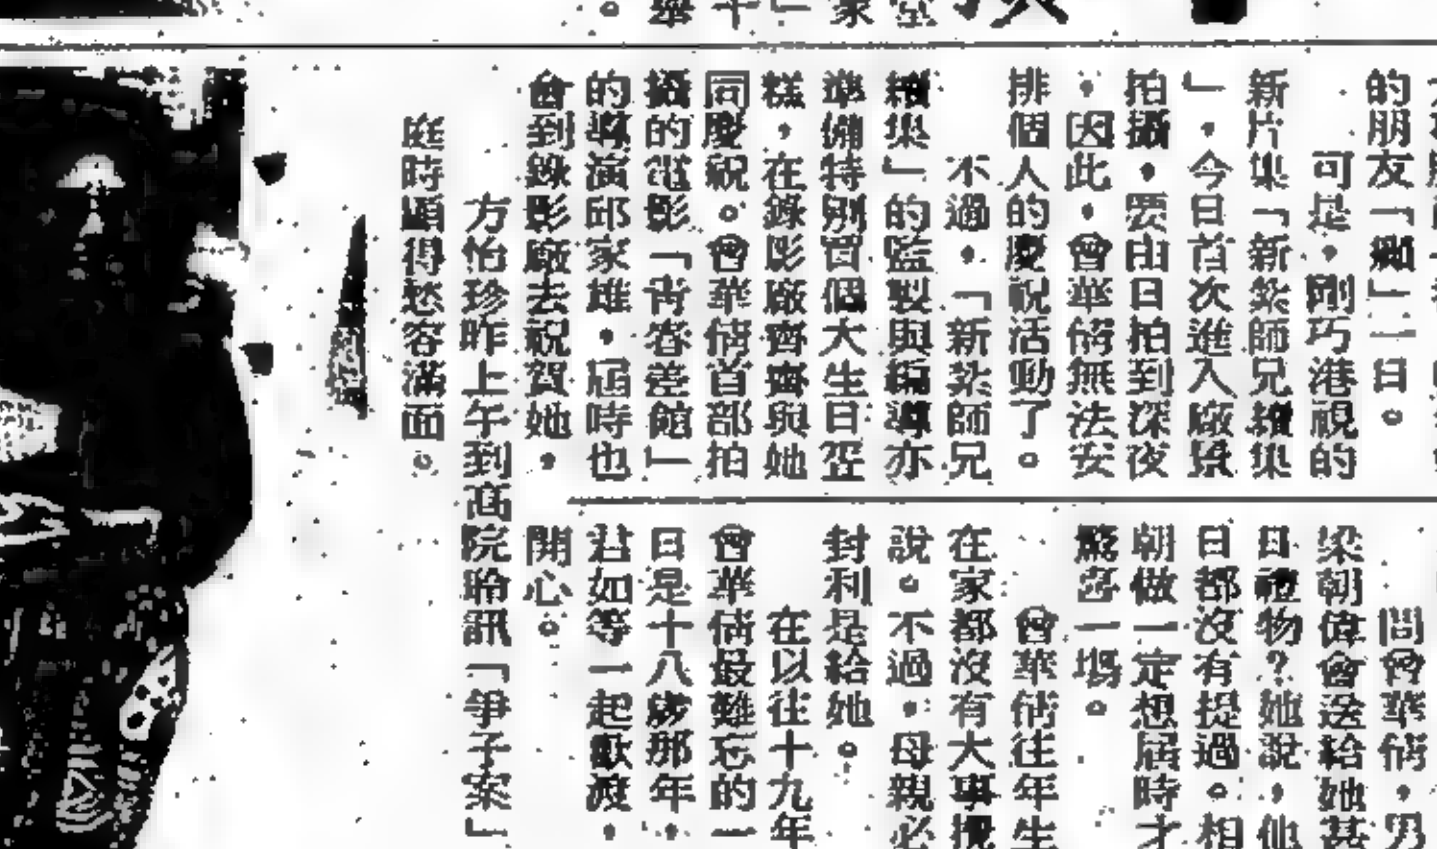 的朋友「癲」一日。
可是，剛巧港視的
新片集「新紮師兄續集
」，今日首次進入廠景
拍攝，要由日拍到深夜
，因此，曾華倩無法安
排個人的慶祝活動了。
不過，「新紮師兄
續集」的監製與編導亦
準備特別買個大生日蛋
糕，在錄影廠齊齊與她
同慶祝。曾華倩首部拍
攝的電影「青春差館」
的導演邱家雄，屆時也
會到錄影廠去祝賀她，
問曾華倩，男
梁朝偉會送給她甚
日禮物？她說，他
日都沒有提過。相
朝做一定想屆時才
驚喜一塲。
曾華倩往年生
在家都沒有大事攪
說。不過，母親必
封利是給她。
在以往十九年
曾華倩最難忘的一
日是十八歲那年，
君如等一起歡渡，
開心。
方怡珍昨上午到高院聆訊「爭子案」
庭時顯得愁容滿面。